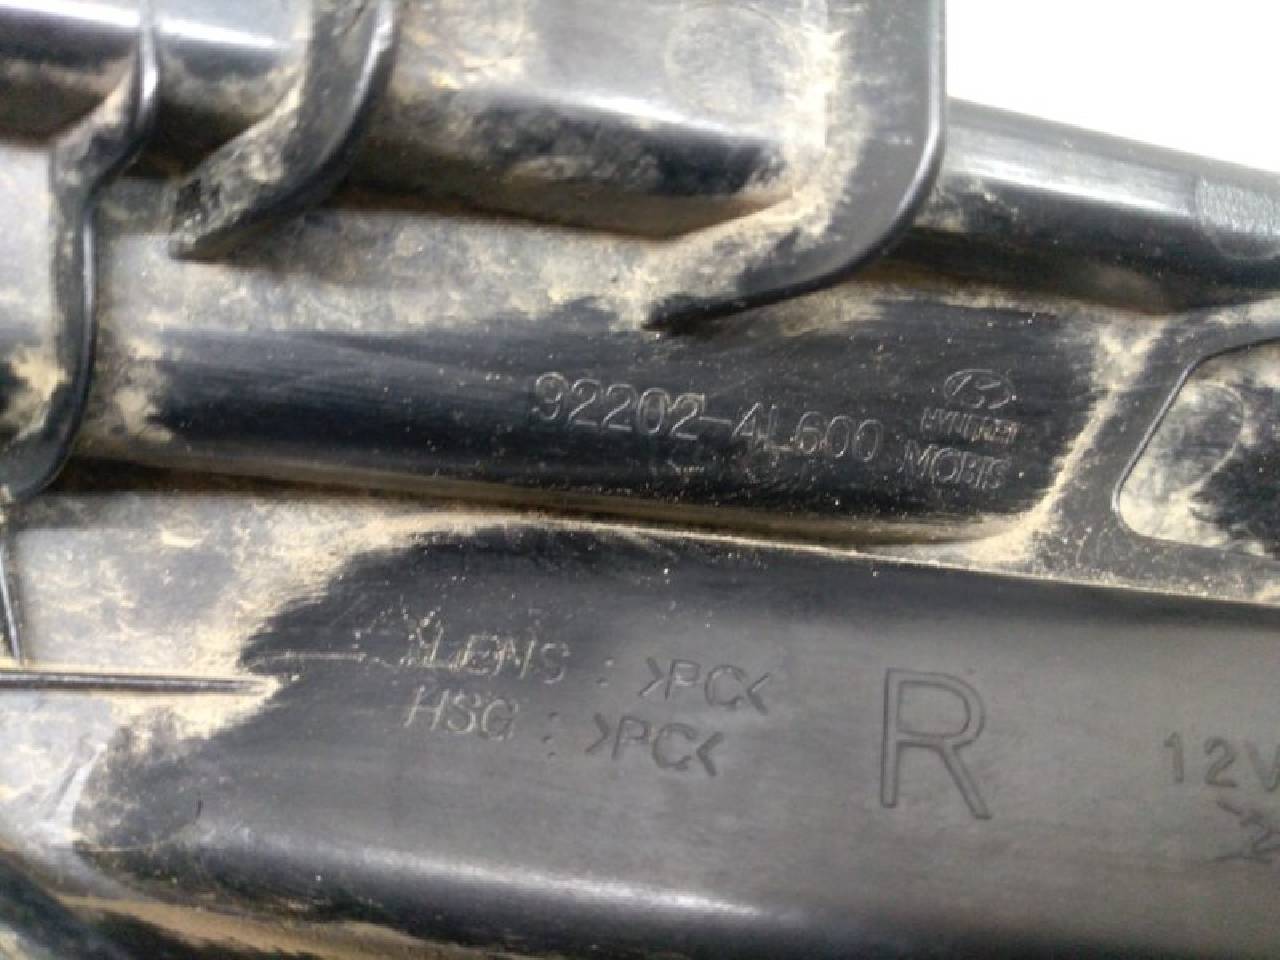 92202-4L600 HYUNDAI
MOBIS
LENS : >PC<
HSG : >PC<
R
12V